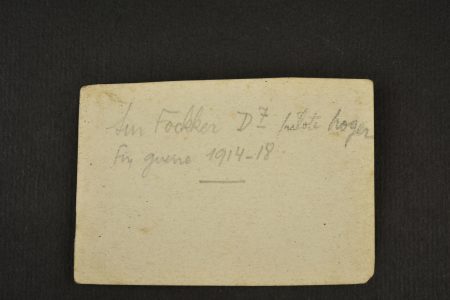 Sur Fockker D7 pilote Roger
Fin guerre 1914-18